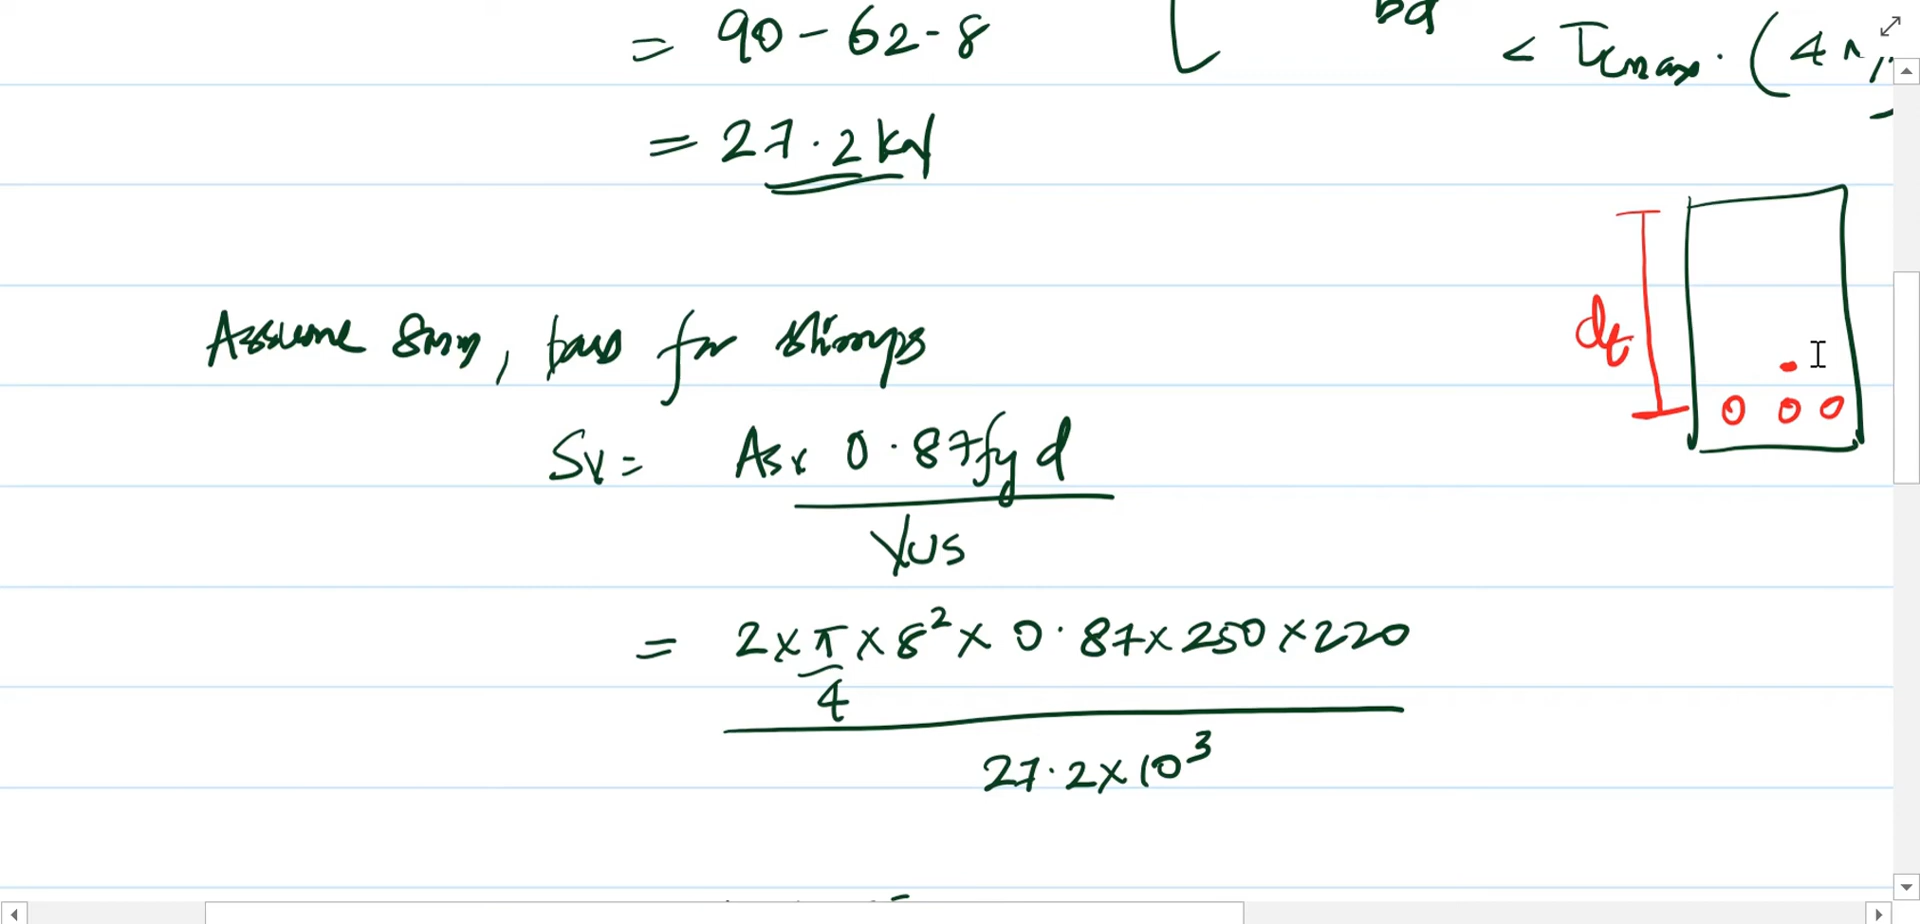 = 90 - 62.8
bd
< τcmax. (4 N
= 27.2 kN
Assume 8mm, bars for stirrups
dt
Sv = Asv 0.87fy d
Vus
= 2 × π × 8² × 0.87 × 250 × 220
4
27.2 × 10³